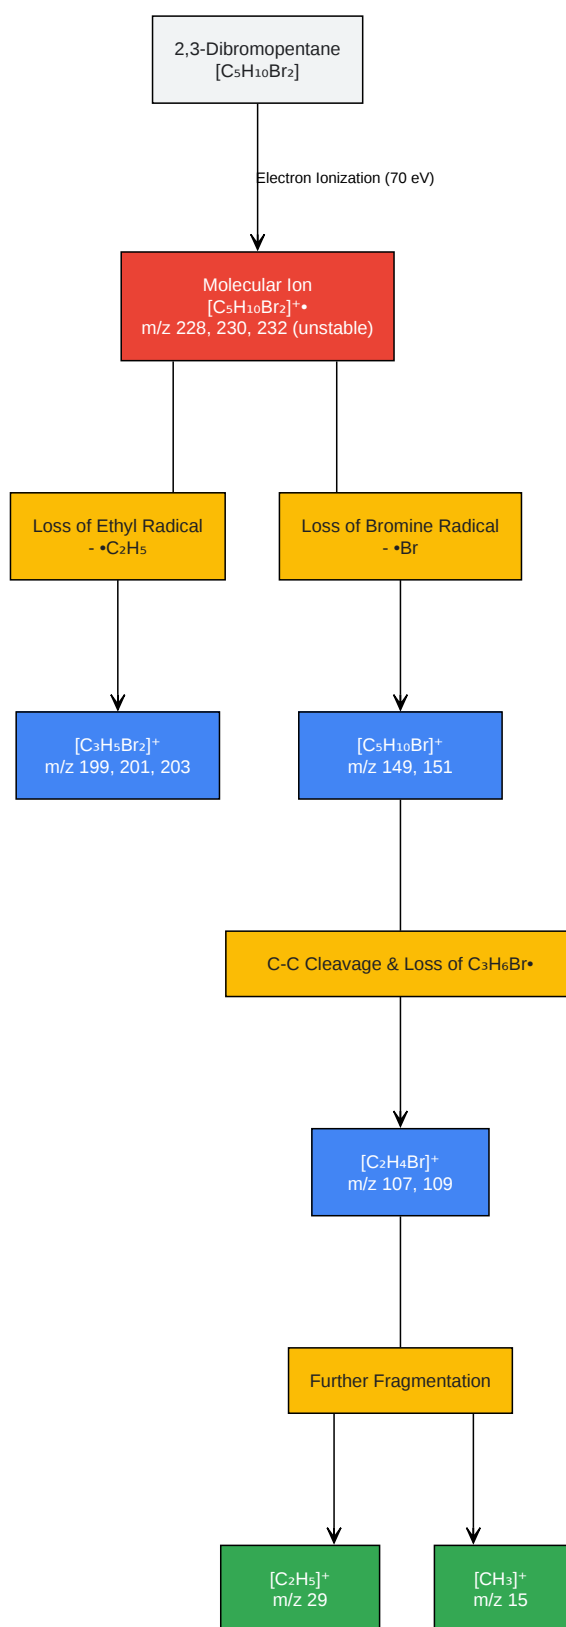 2,3-Dibromopentane
[C₅H₁₀Br₂]
Electron Ionization (70 eV)
Molecular Ion
[C₅H₁₀Br₂]⁺•
m/z 228, 230, 232 (unstable)
Loss of Ethyl Radical
- •C₂H₅
Loss of Bromine Radical
- •Br
[C₃H₅Br₂]⁺
m/z 199, 201, 203
[C₅H₁₀Br]⁺
m/z 149, 151
C-C Cleavage & Loss of C₃H₆Br•
[C₂H₄Br]⁺
m/z 107, 109
Further Fragmentation
[C₂H₅]⁺
m/z 29
[CH₃]⁺
m/z 15